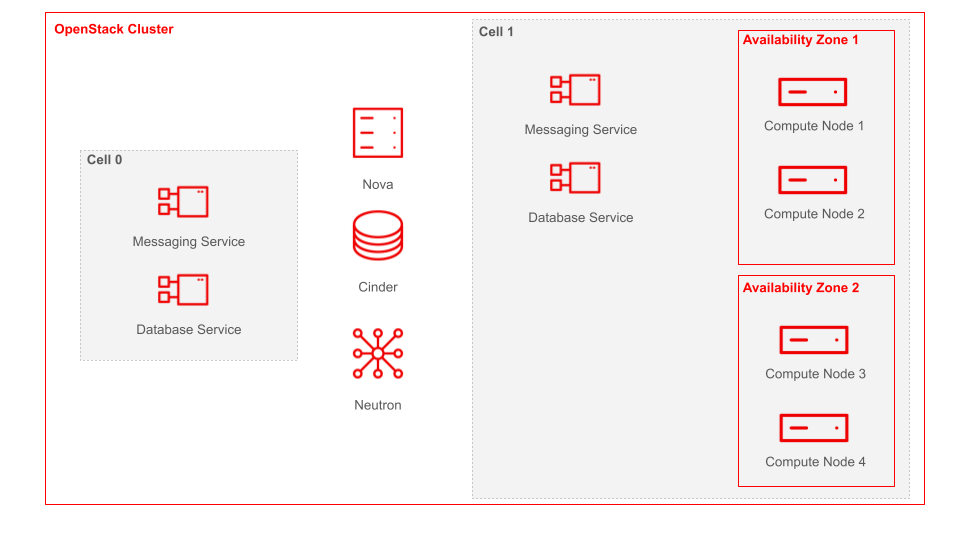 OpenStack Cluster
Cell 0
Messaging Service
Database Service
Nova
Cinder
Neutron
Cell 1
Messaging Service
Database Service
Availability Zone 1
Compute Node 1
Compute Node 2
Availability Zone 2
Compute Node 3
Compute Node 4